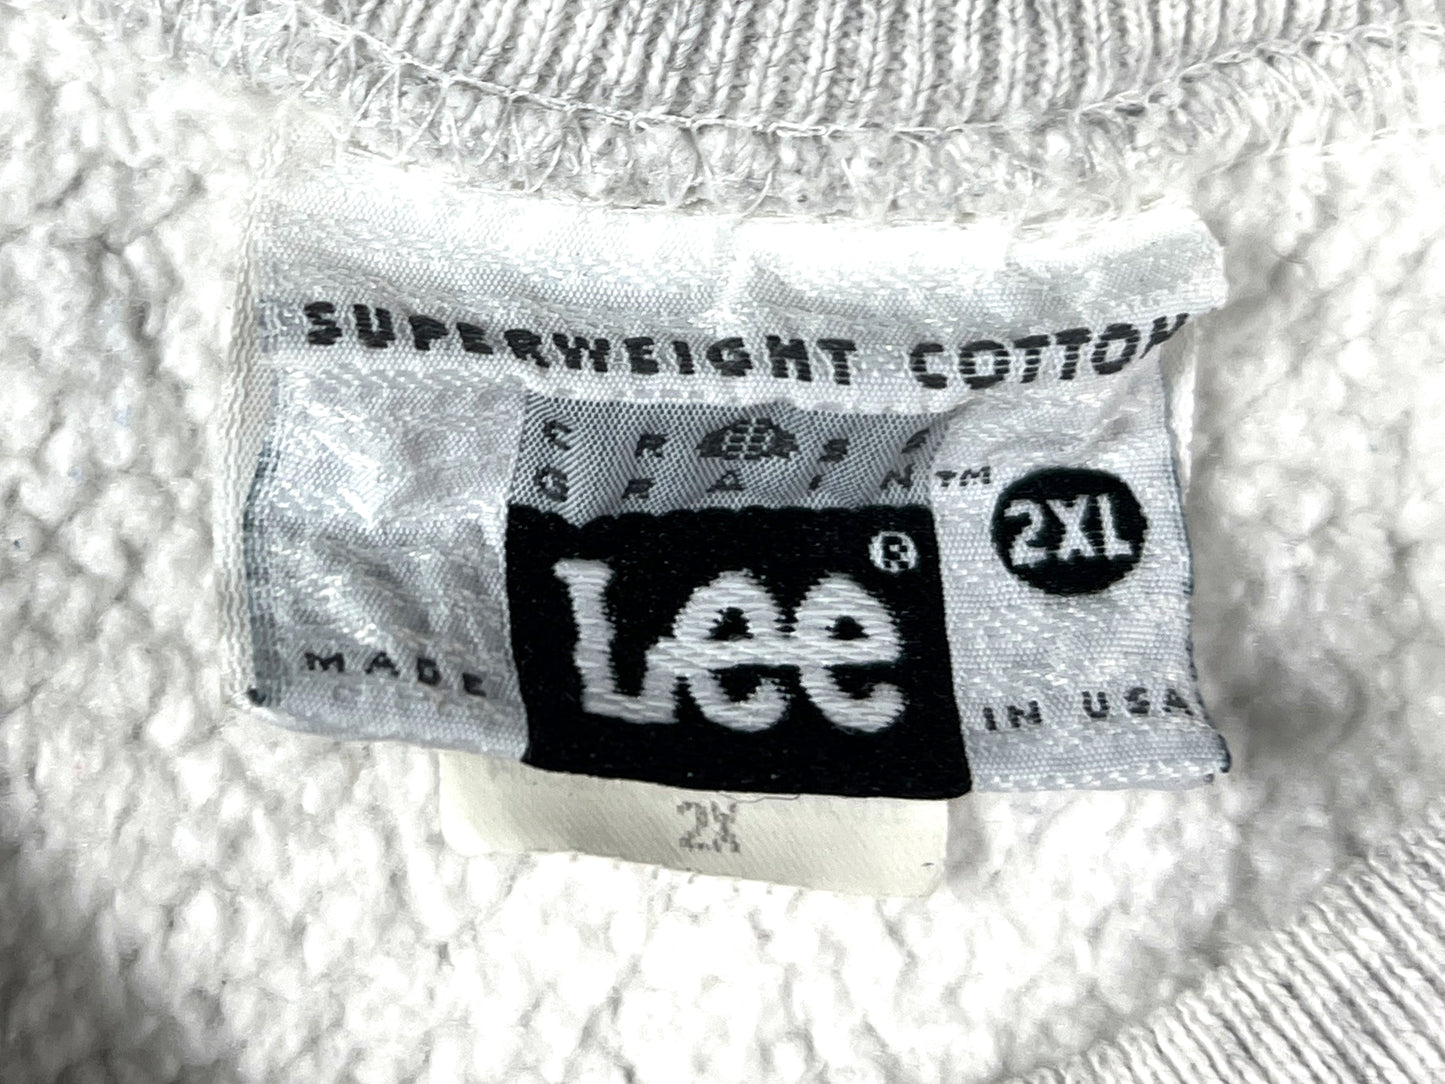 SUPERWEIGHT COTTON
CROSS
GRAIN™
2XL
Lee®
MADE IN USA
2X